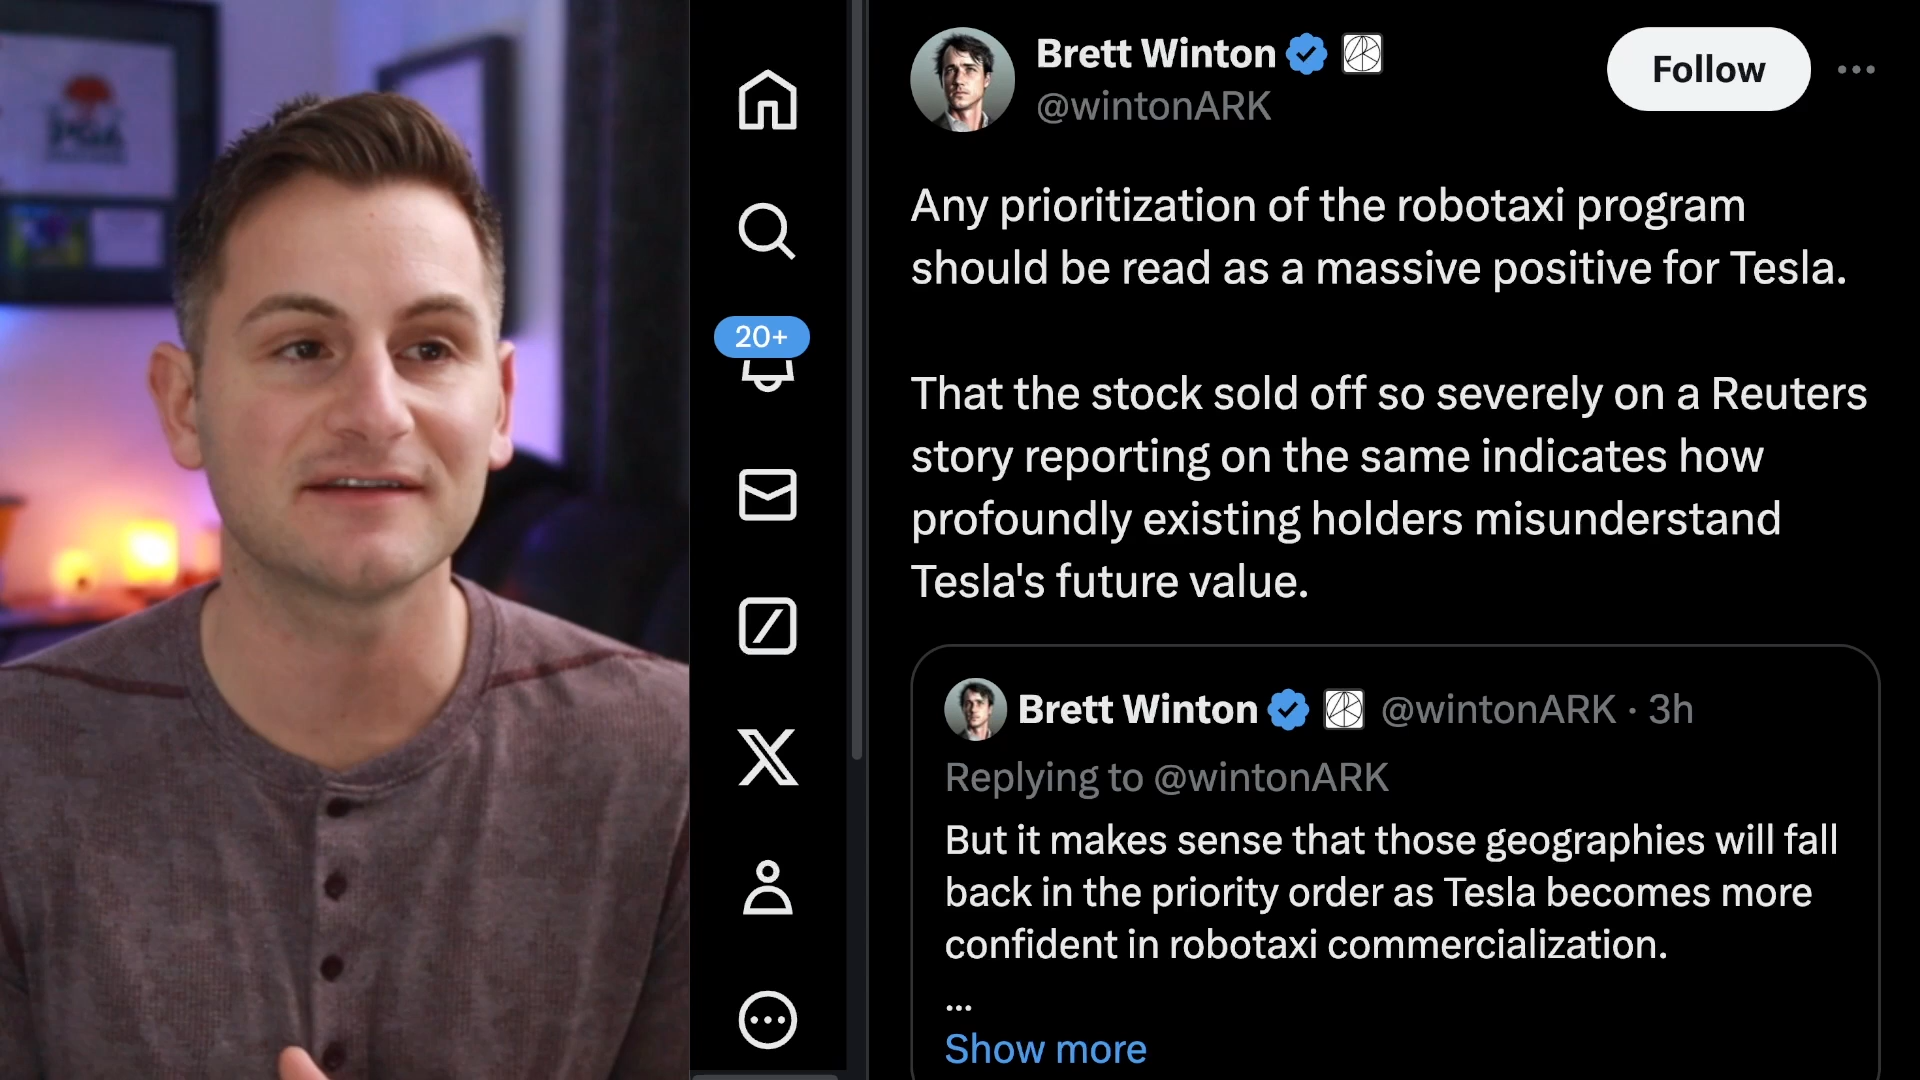 PGA
Brett Winton
@wintonARK
Follow
Any prioritization of the robotaxi program
should be read as a massive positive for Tesla.
20+
That the stock sold off so severely on a Reuters
story reporting on the same indicates how
profoundly existing holders misunderstand
Tesla's future value.
Brett Winton @wintonARK · 3h
Replying to @wintonARK
But it makes sense that those geographies will fall
back in the priority order as Tesla becomes more
confident in robotaxi commercialization.
...
Show more